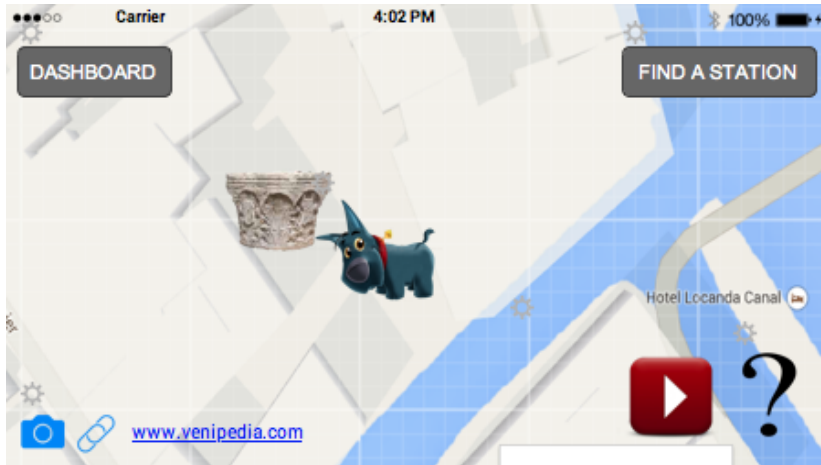 Carrier
4:02 PM
100%
DASHBOARD
FIND A STATION
Hotel Locanda Canal
?
www.venipedia.com